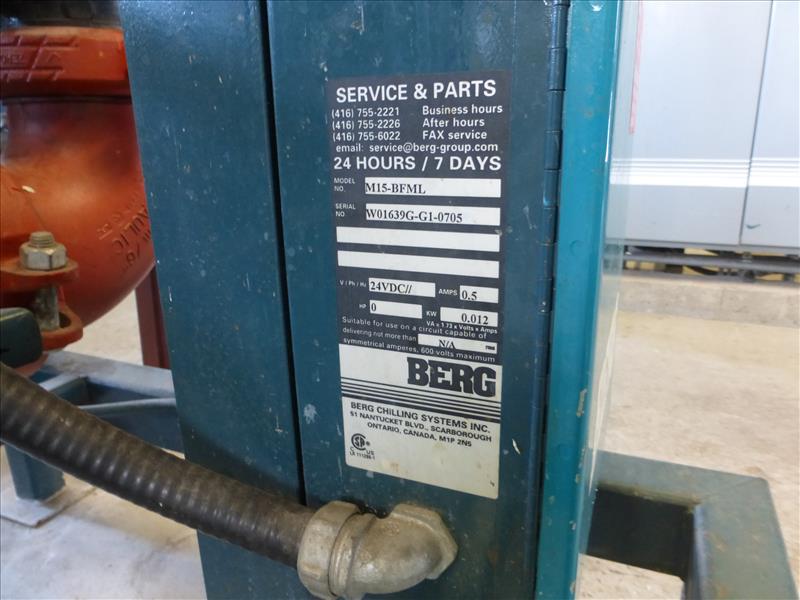 SERVICE & PARTS
(416) 755-2221 Business hours
(416) 755-2226 After hours
(416) 755-6022 FAX service
email: service@berg-group.com
24 HOURS / 7 DAYS
MODEL NO. M15-BFML
SERIAL NO. W01639G-G1-0705
V / Ph / Hz 24VDC// AMPS 0.5
HP 0 KW 0.012
VA x 1.73 x Volts x Amps
Suitable for use on a circuit capable of
delivering not more than N/A rms
symmetrical amperes, 600 volts maximum
BERG
BERG CHILLING SYSTEMS INC.
51 NANTUCKET BLVD., SCARBOROUGH
ONTARIO, CANADA, M1P 2N5
C US